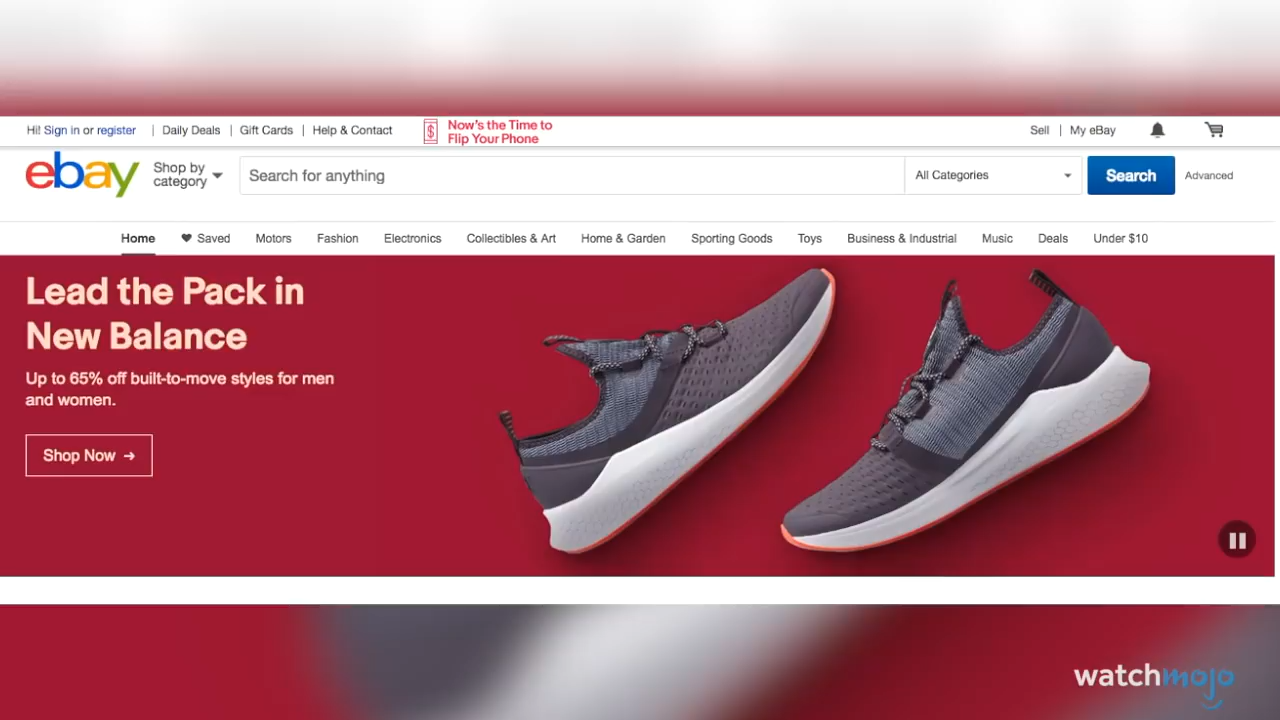 Hi! Sign in or register | Daily Deals | Gift Cards | Help & Contact
Now's the Time to
Flip Your Phone
Sell | My eBay
ebay
Shop by
category
Search for anything
All Categories
Search
Advanced
Home Saved Motors Fashion Electronics Collectibles & Art Home & Garden Sporting Goods Toys Business & Industrial Music Deals Under $10
Lead the Pack in
New Balance
Up to 65% off built-to-move styles for men
and women.
Shop Now →
watchmojo